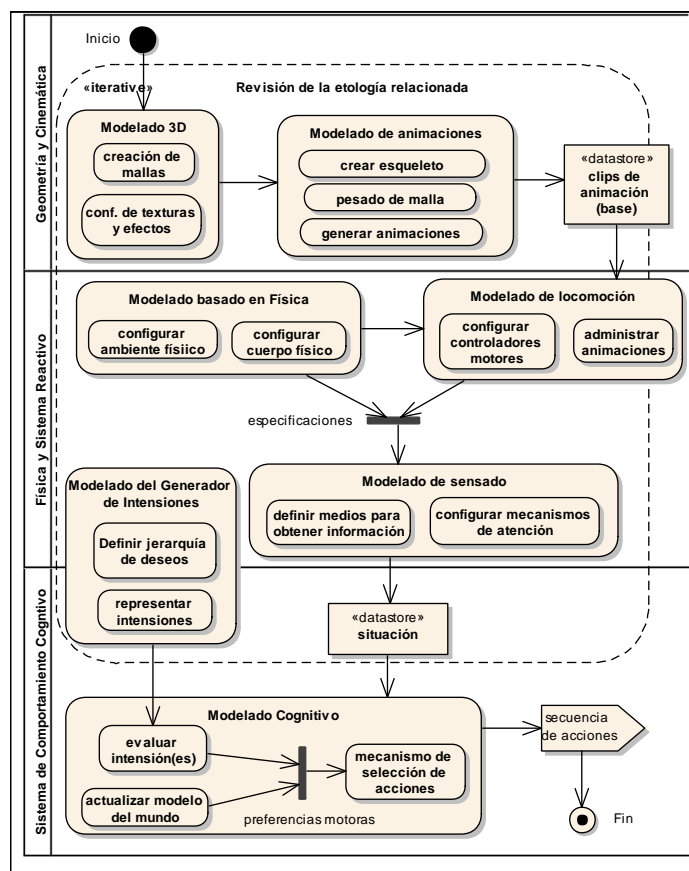 Geometría y Cinemática
Inicio
«iterative»
Revisión de la etología relacionada
Modelado 3D
creación de
mallas
conf. de texturas
y efectos
Modelado de animaciones
crear esqueleto
pesado de malla
generar animaciones
«datastore»
clips de
animación
(base)
Física y Sistema Reactivo
Modelado basado en Física
configurar
ambiente físiico
configurar
cuerpo físico
Modelado de locomoción
configurar
controladores
motores
administrar
animaciones
especificaciones
Modelado del Generador
de Intensiones
Definir jerarquía
de deseos
representar
intensiones
Modelado de sensado
definir medios para
obtener información
configurar mecanismos
de atención
Sistema de Comportamiento Cogntivo
«datastore»
situación
Modelado Cognitivo
evaluar
intensión(es)
actualizar modelo
del mundo
mecanismo de
selección de
acciones
preferencias motoras
secuencia
de acciones
Fin